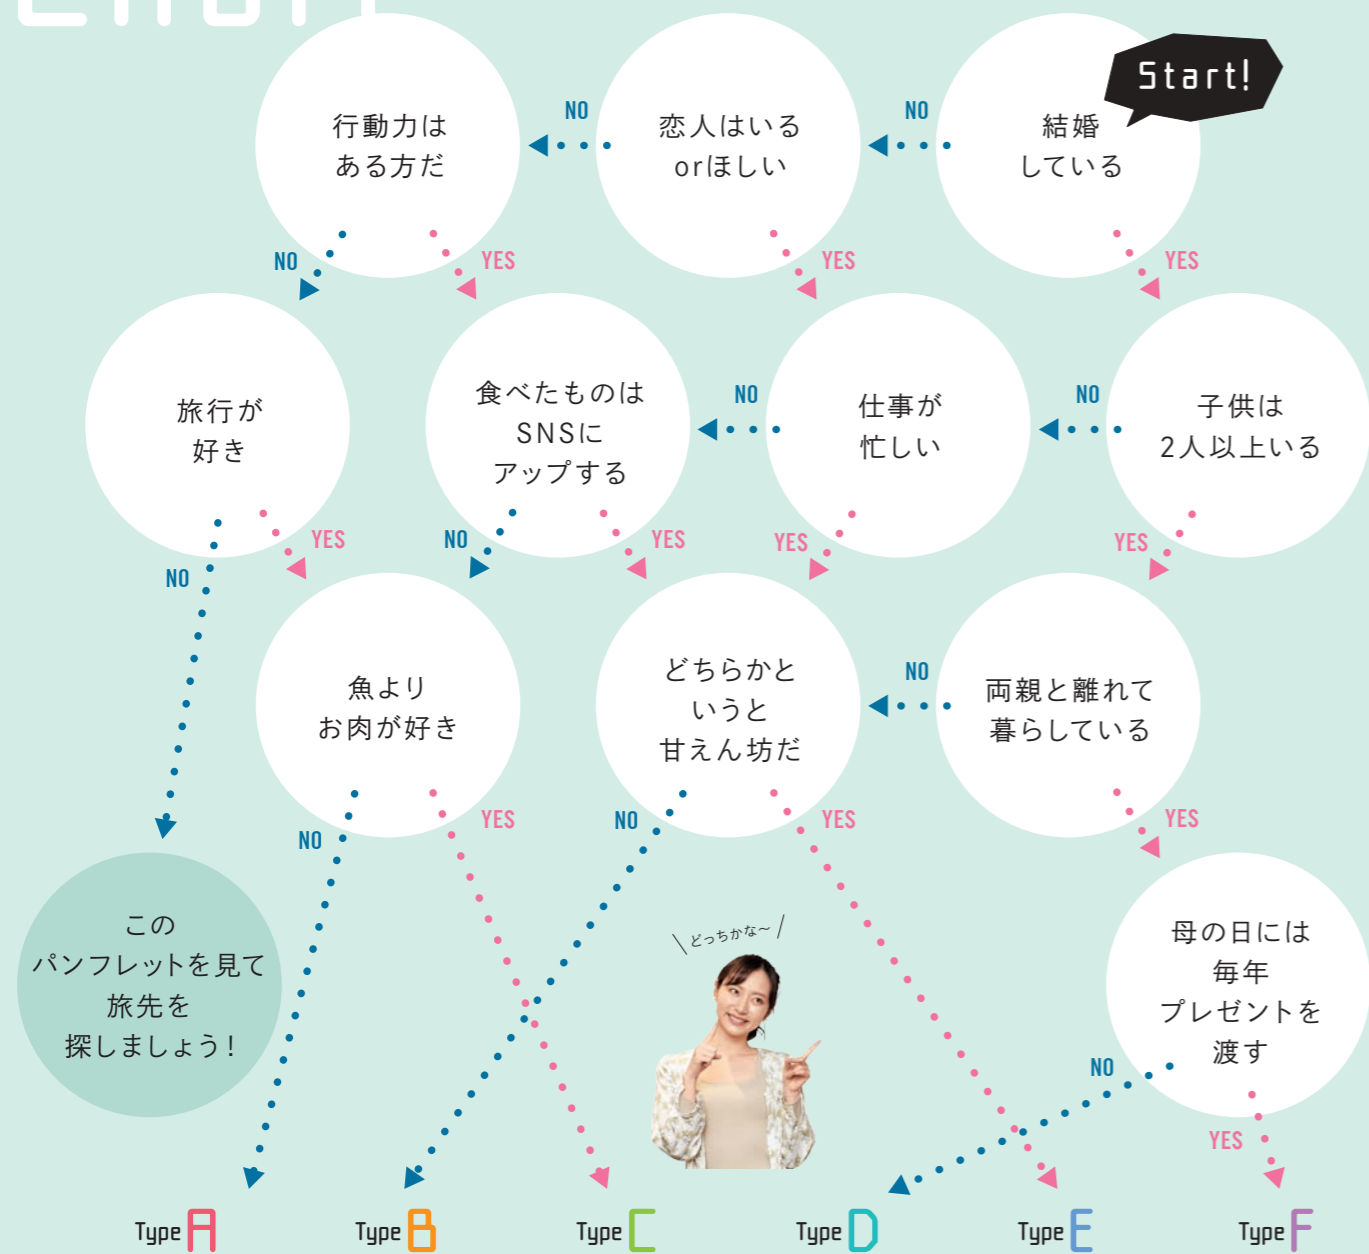 Start!
結婚
している
NO
YES
恋人はいる
orほしい
NO
YES
行動力は
ある方だ
NO
YES
子供は
2人以上いる
NO
YES
仕事が
忙しい
NO
YES
食べたものは
SNSに
アップする
NO
YES
旅行が
好き
NO
YES
両親と離れて
暮らしている
NO
YES
どちらかと
いうと
甘えん坊だ
NO
YES
魚より
お肉が好き
NO
YES
この
パンフレットを見て
旅先を
探しましょう!
どっちかな〜
母の日には
毎年
プレゼントを
渡す
NO
YES
Type A
Type B
Type C
Type D
Type E
Type F